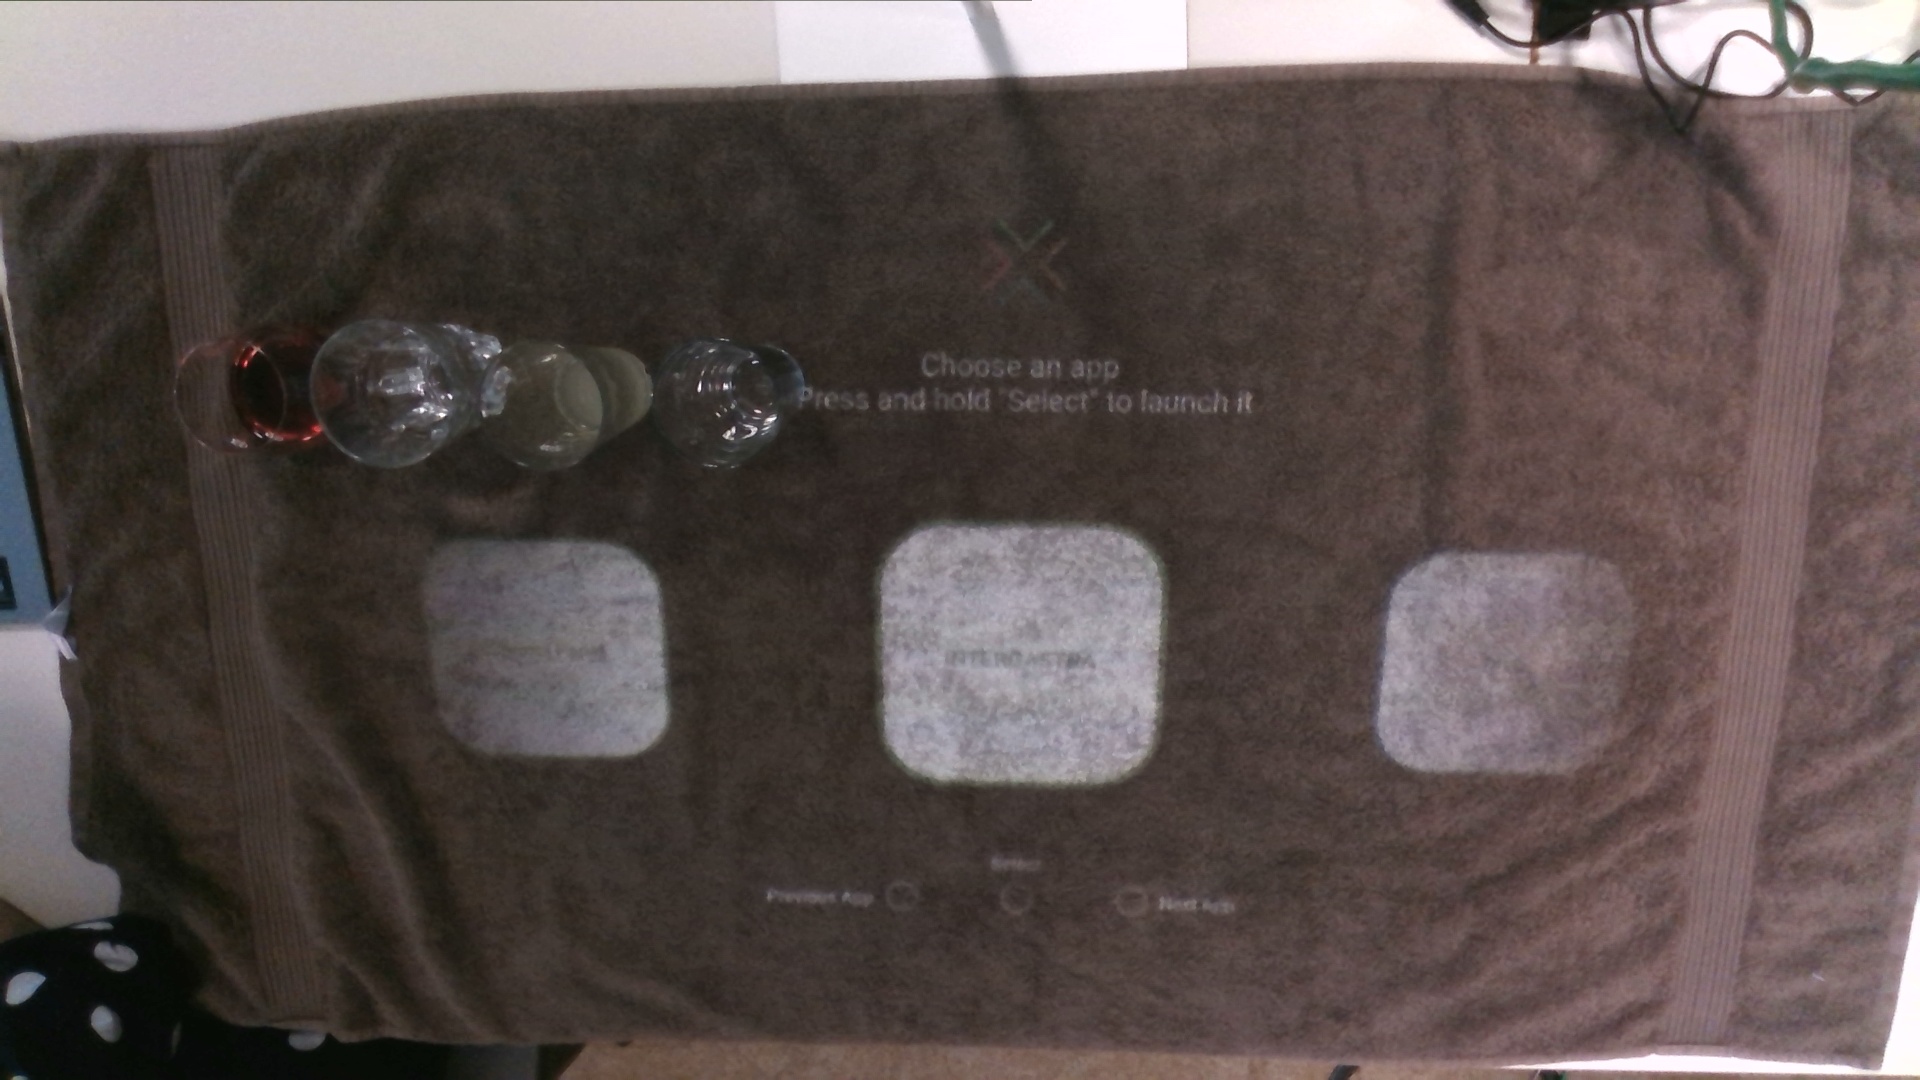 Choose an app
Press and hold "Select" to launch it
Select
Previous App
Next App